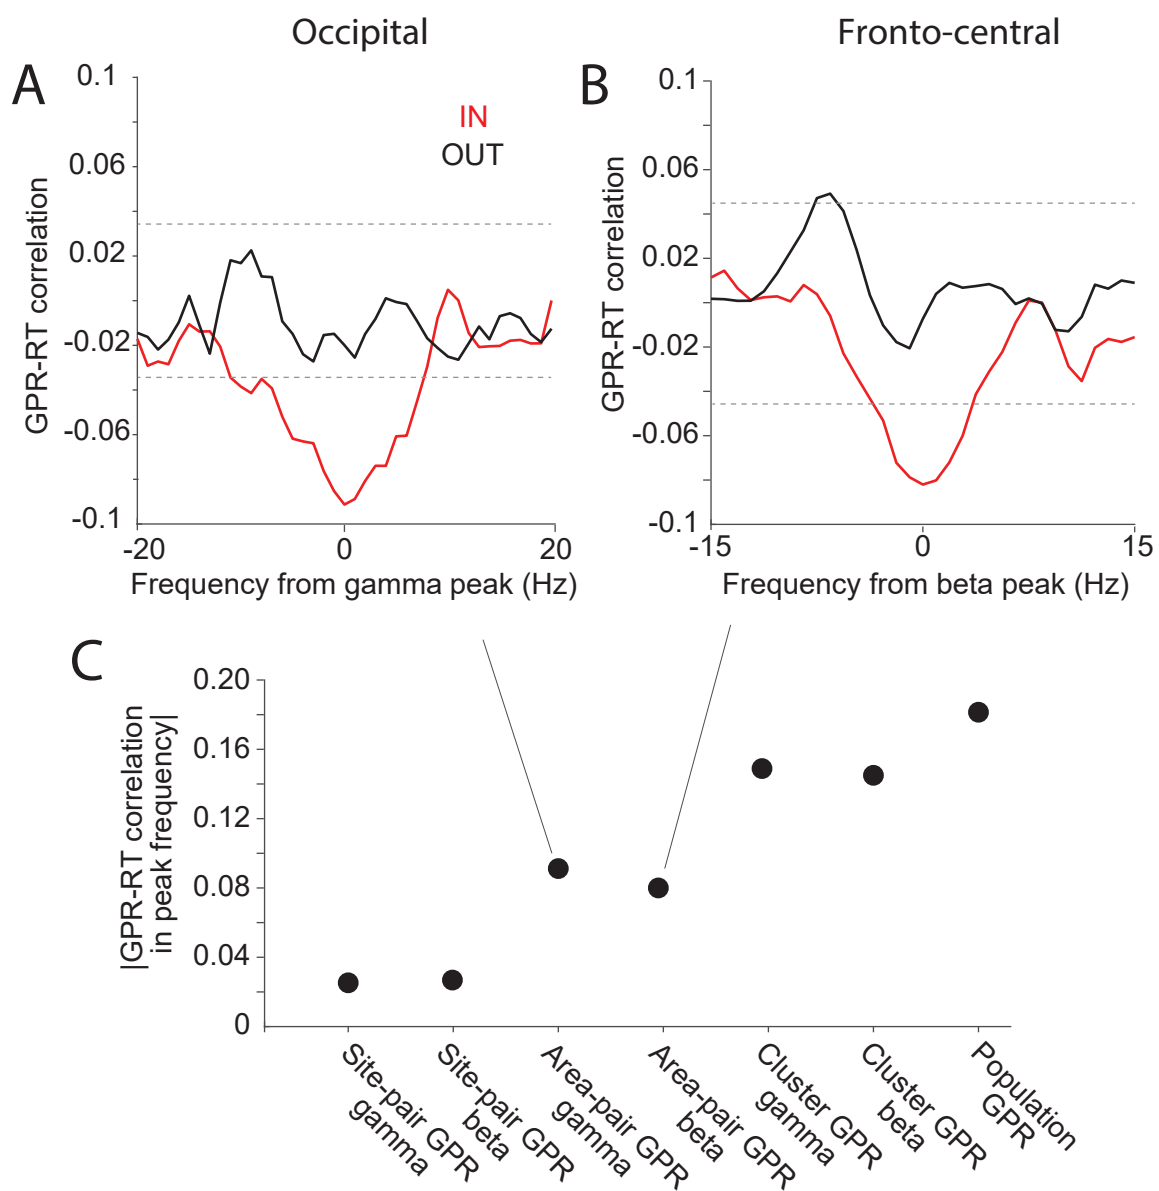 Occipital
Fronto-central
A
B
0.1
0.06
0.02
-0.02
-0.06
-0.1
GPR-RT correlation
IN
OUT
-20
0
20
Frequency from gamma peak (Hz)
0.1
0.06
0.02
-0.02
-0.06
-0.1
GPR-RT correlation
-15
0
15
Frequency from beta peak (Hz)
C
0.20
0.16
0.12
0.08
0.04
0
|GPR-RT correlation
in peak frequency|
Site-pair GPR
gamma
Site-pair GPR
beta
Area-pair GPR
gamma
Area-pair GPR
beta
Cluster GPR
gamma
Cluster GPR
beta
Population
GPR